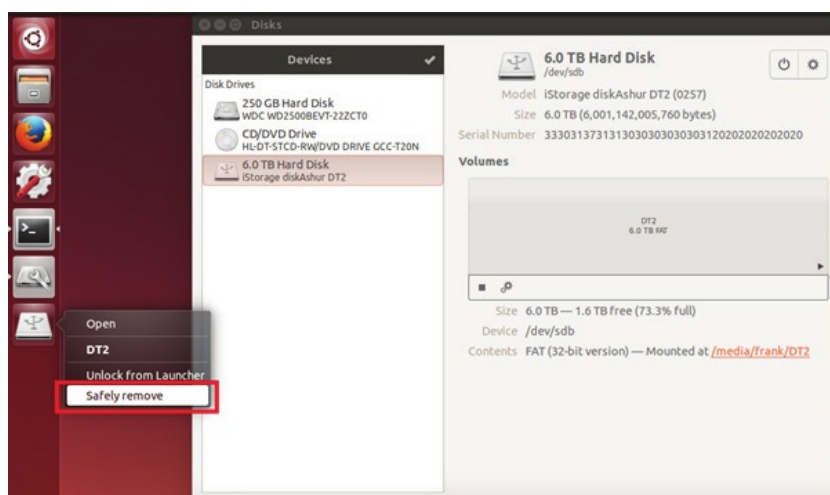 Disks
Devices
Disk Drives
250 GB Hard Disk
WDC WD2500BEVT-22ZCT0
CD/DVD Drive
HL-DT-STCD-RW/DVD DRIVE GCC-T20N
6.0 TB Hard Disk
iStorage diskAshur DT2
6.0 TB Hard Disk
/dev/sdb
Model iStorage diskAshur DT2 (0257)
Size 6.0 TB (6,001,142,005,760 bytes)
Serial Number
Volumes
DT2
6.0 TB FAT
Size 6.0 TB — 1.6 TB free (73.3% full)
Device /dev/sdb
Contents FAT (32-bit version) — Mounted at /media/frank/DT2
Open
DT2
Unlock from Launcher
Safely remove